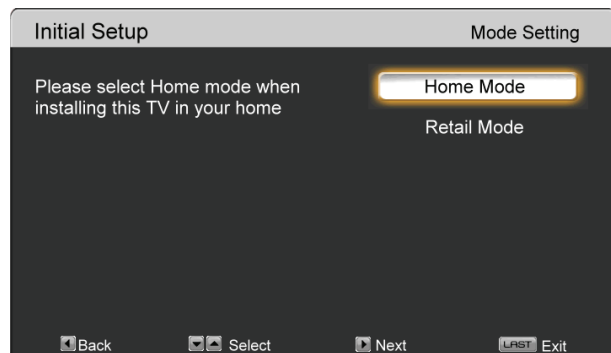 Initial Setup
Mode Setting
Please select Home mode when
installing this TV in your home
Home Mode
Retail Mode
Back Select Next LAST Exit